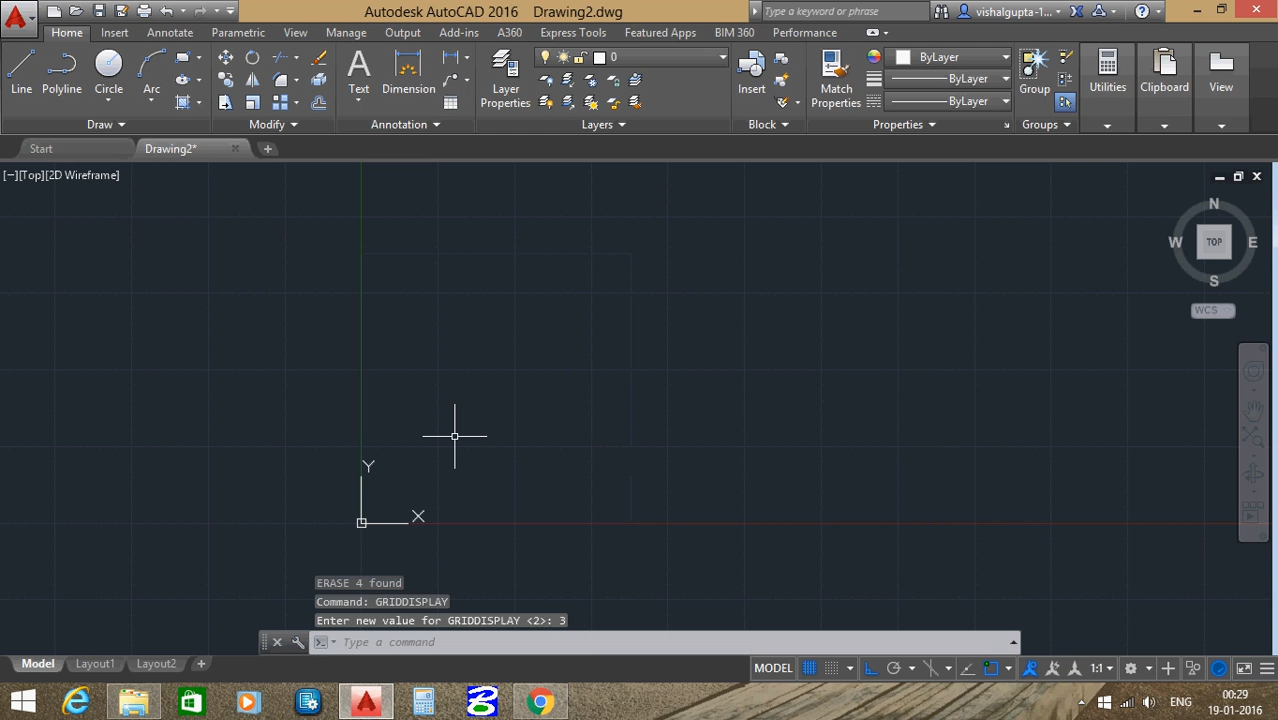 Autodesk AutoCAD 2016 Drawing2.dwg
Type a keyword or phrase
vishalgupta-1...
Home Insert Annotate Parametric View Manage Output Add-ins A360 Express Tools Featured Apps BIM 360 Performance
Line Polyline Circle Arc
Text Dimension
Layer Properties
0
Insert
Match Properties
ByLayer
ByLayer
ByLayer
Group
Utilities
Clipboard
View
Draw Modify Annotation Layers Block Properties Groups
Start Drawing2*
[−][Top][2D Wireframe]
N
W TOP E
S
WCS
Y
X
ERASE 4 found
Command: GRIDDISPLAY
Enter new value for GRIDDISPLAY <2>: 3
Type a command
Model Layout1 Layout2
MODEL
1:1
ENG
00:29
19-01-2016